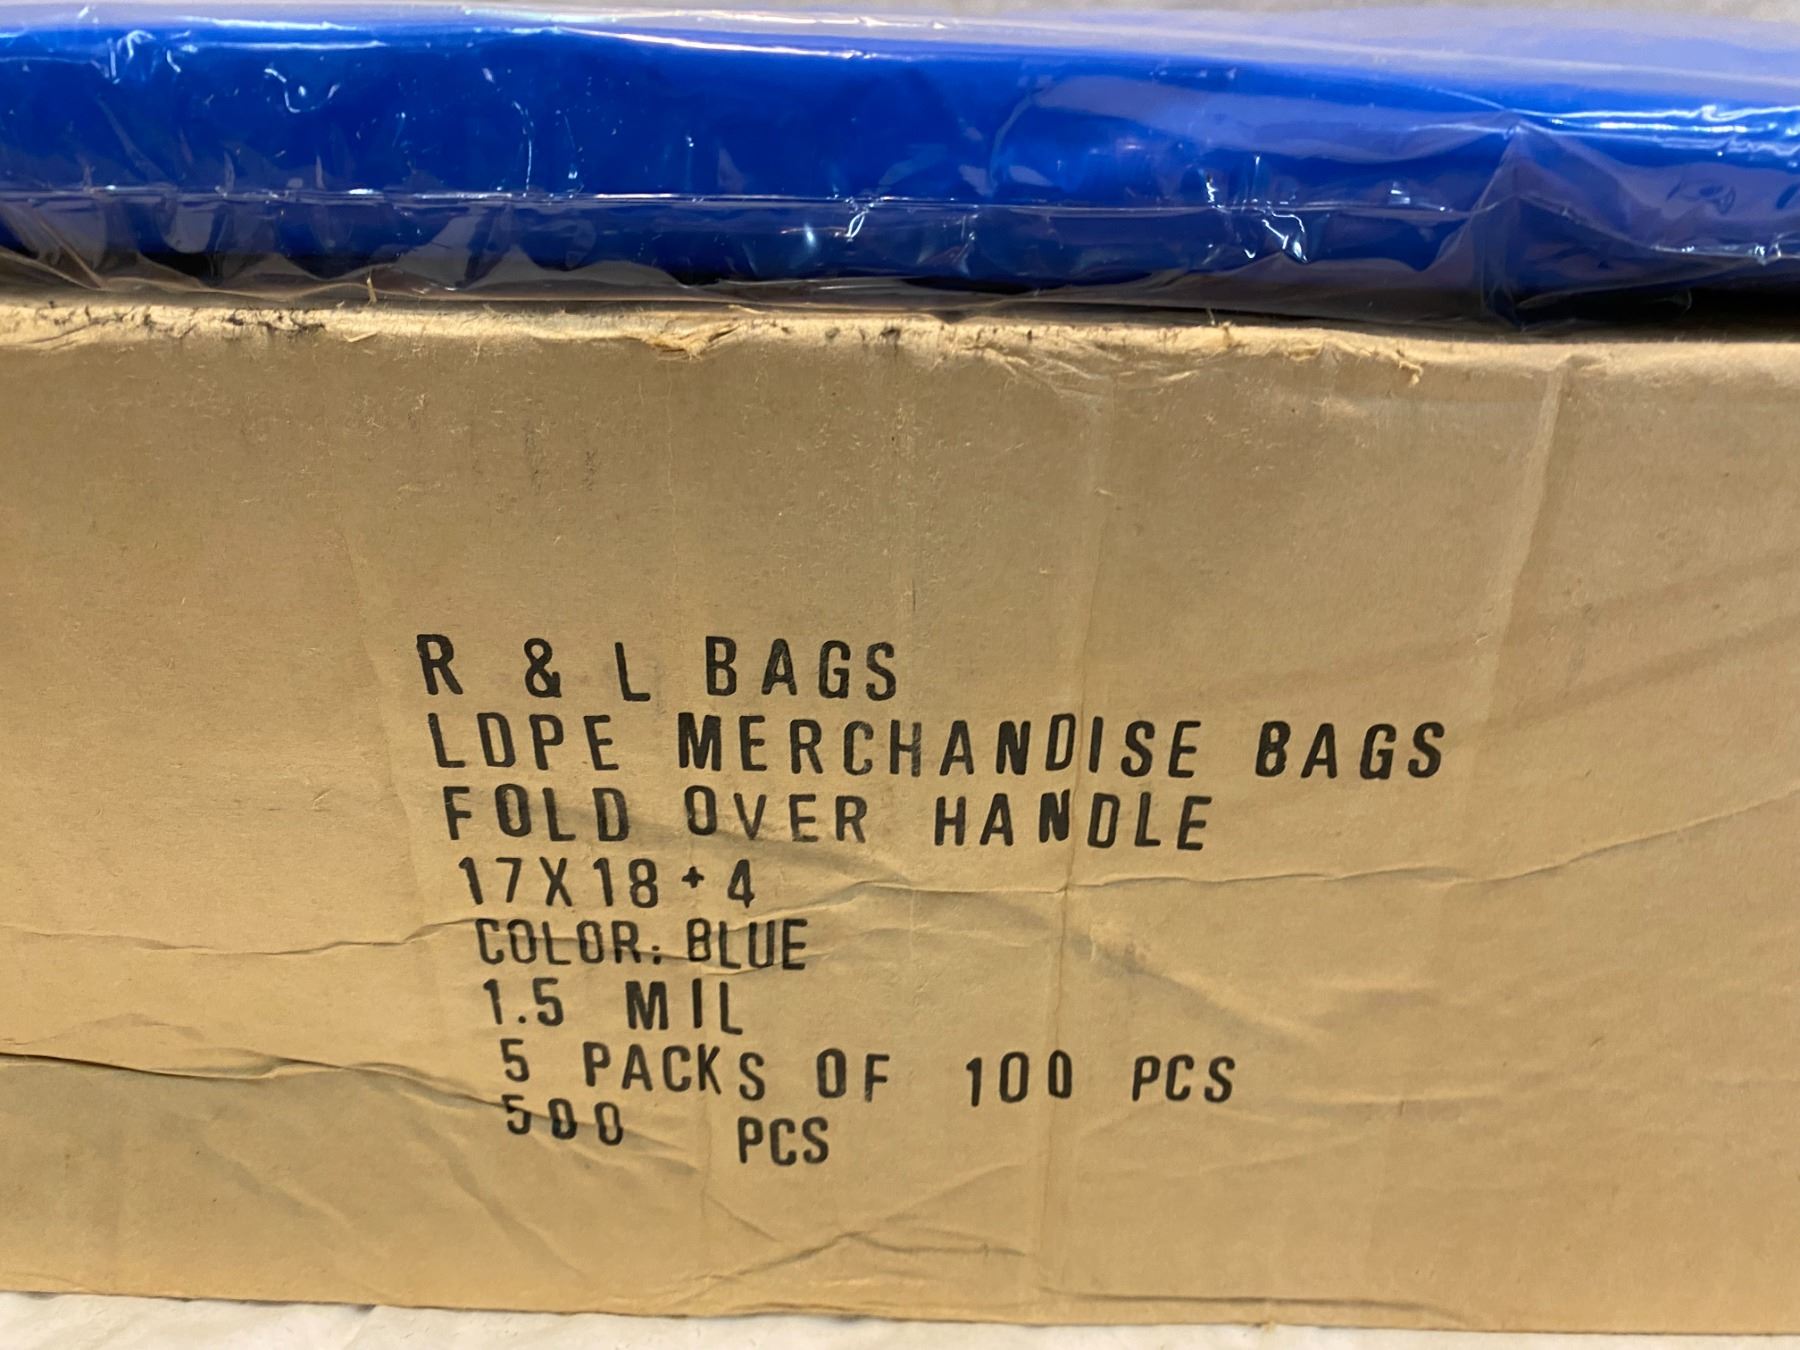 R & L BAGS
LDPE MERCHANDISE BAGS
FOLD OVER HANDLE
17X18+4
COLOR: BLUE
1.5 MIL
5 PACKS OF 100 PCS
500 PCS